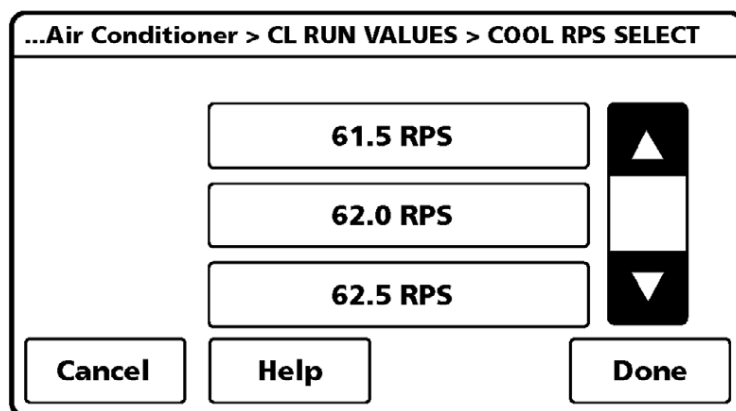 ...Air Conditioner > CL RUN VALUES > COOL RPS SELECT
61.5 RPS
62.0 RPS
62.5 RPS
Cancel Help Done